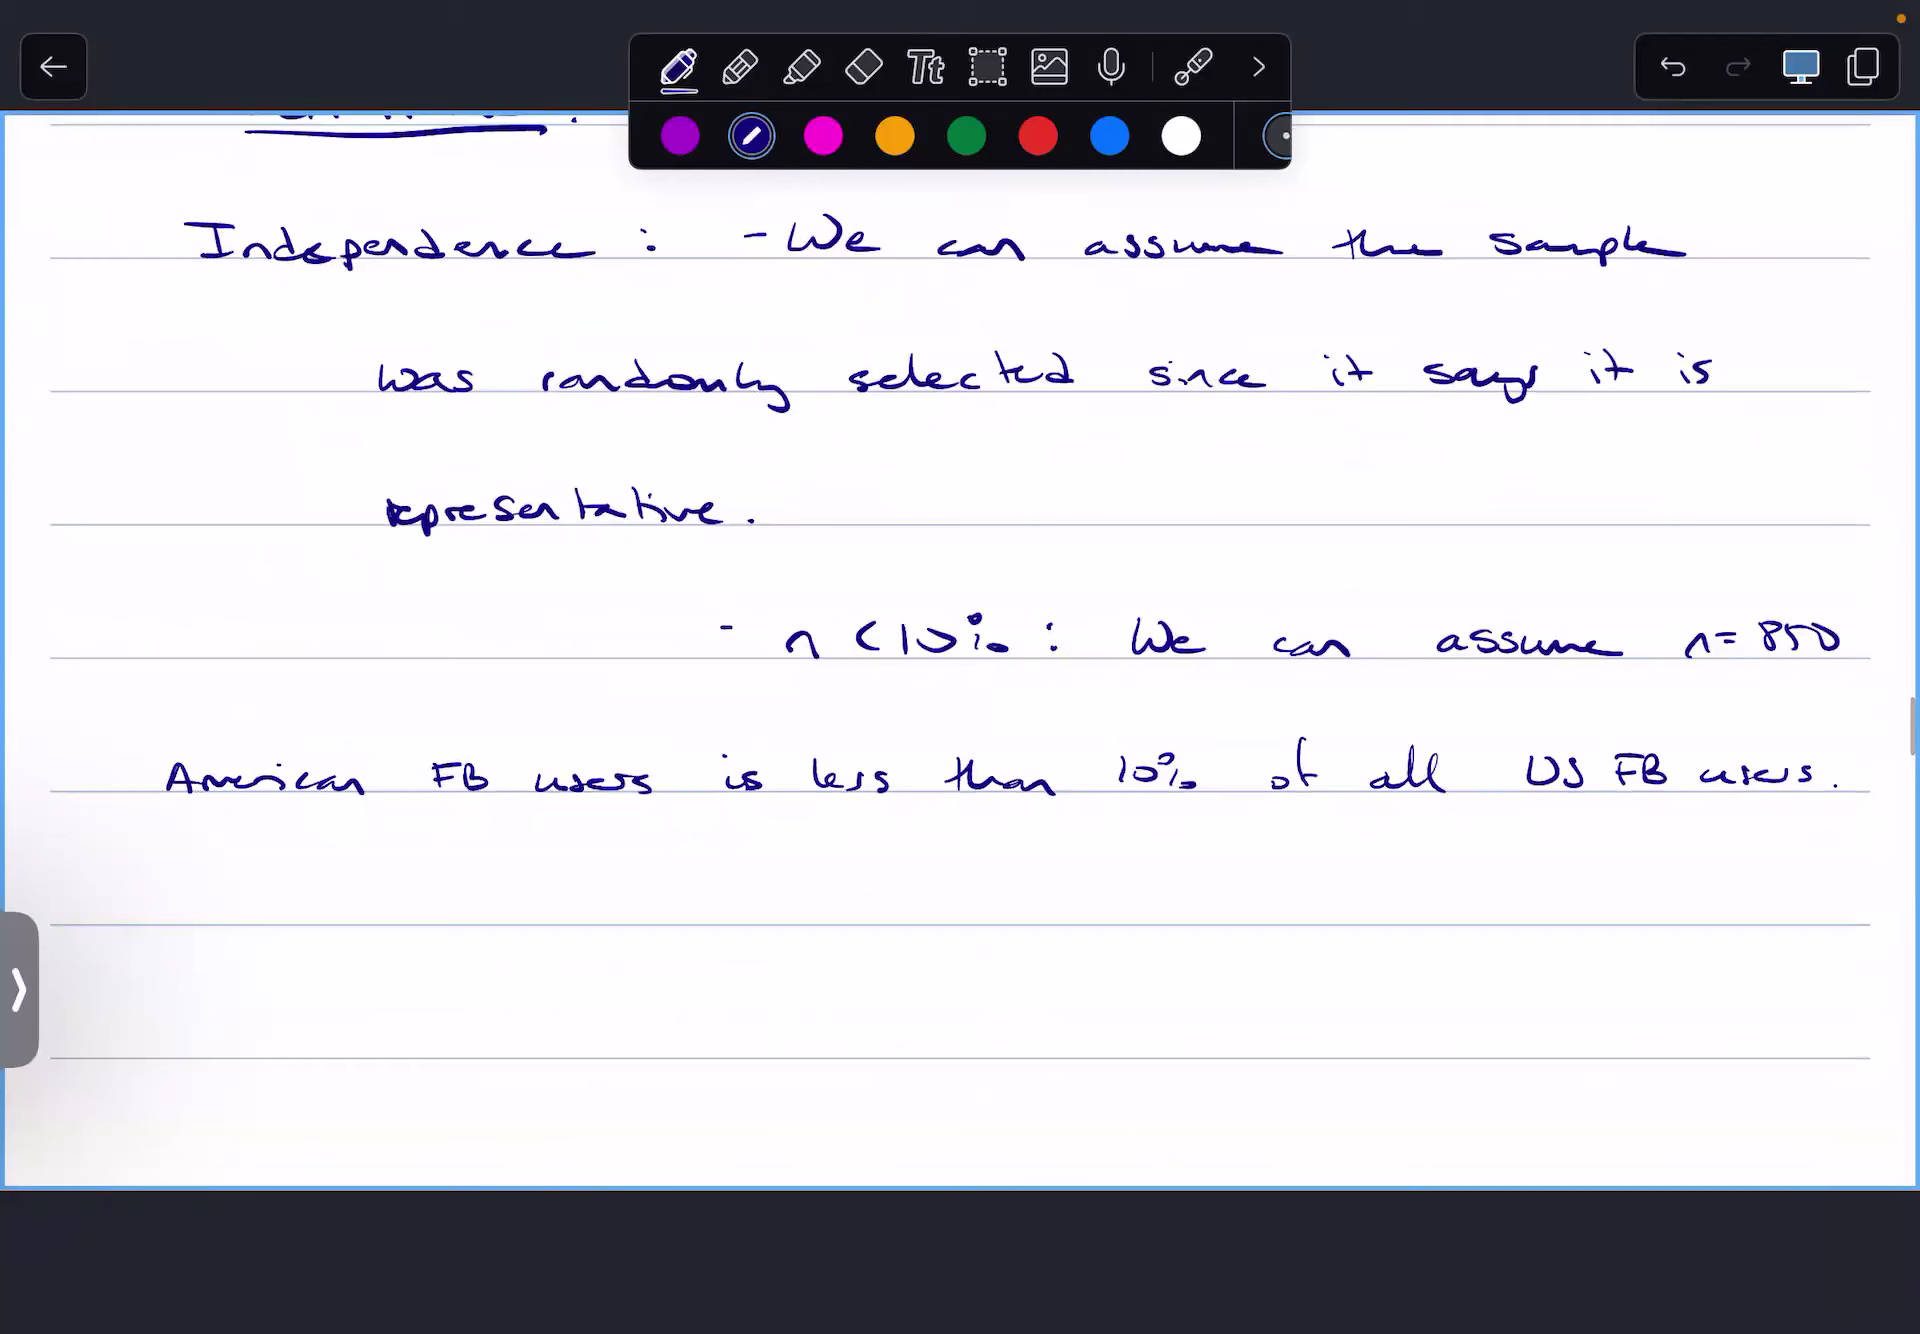 Tt
Independence : - We can assume the sample
was randomly selected since it says it is
representative.
- n < 10% : We can assume n = 850
American FB users is less than 10% of all US FB users.